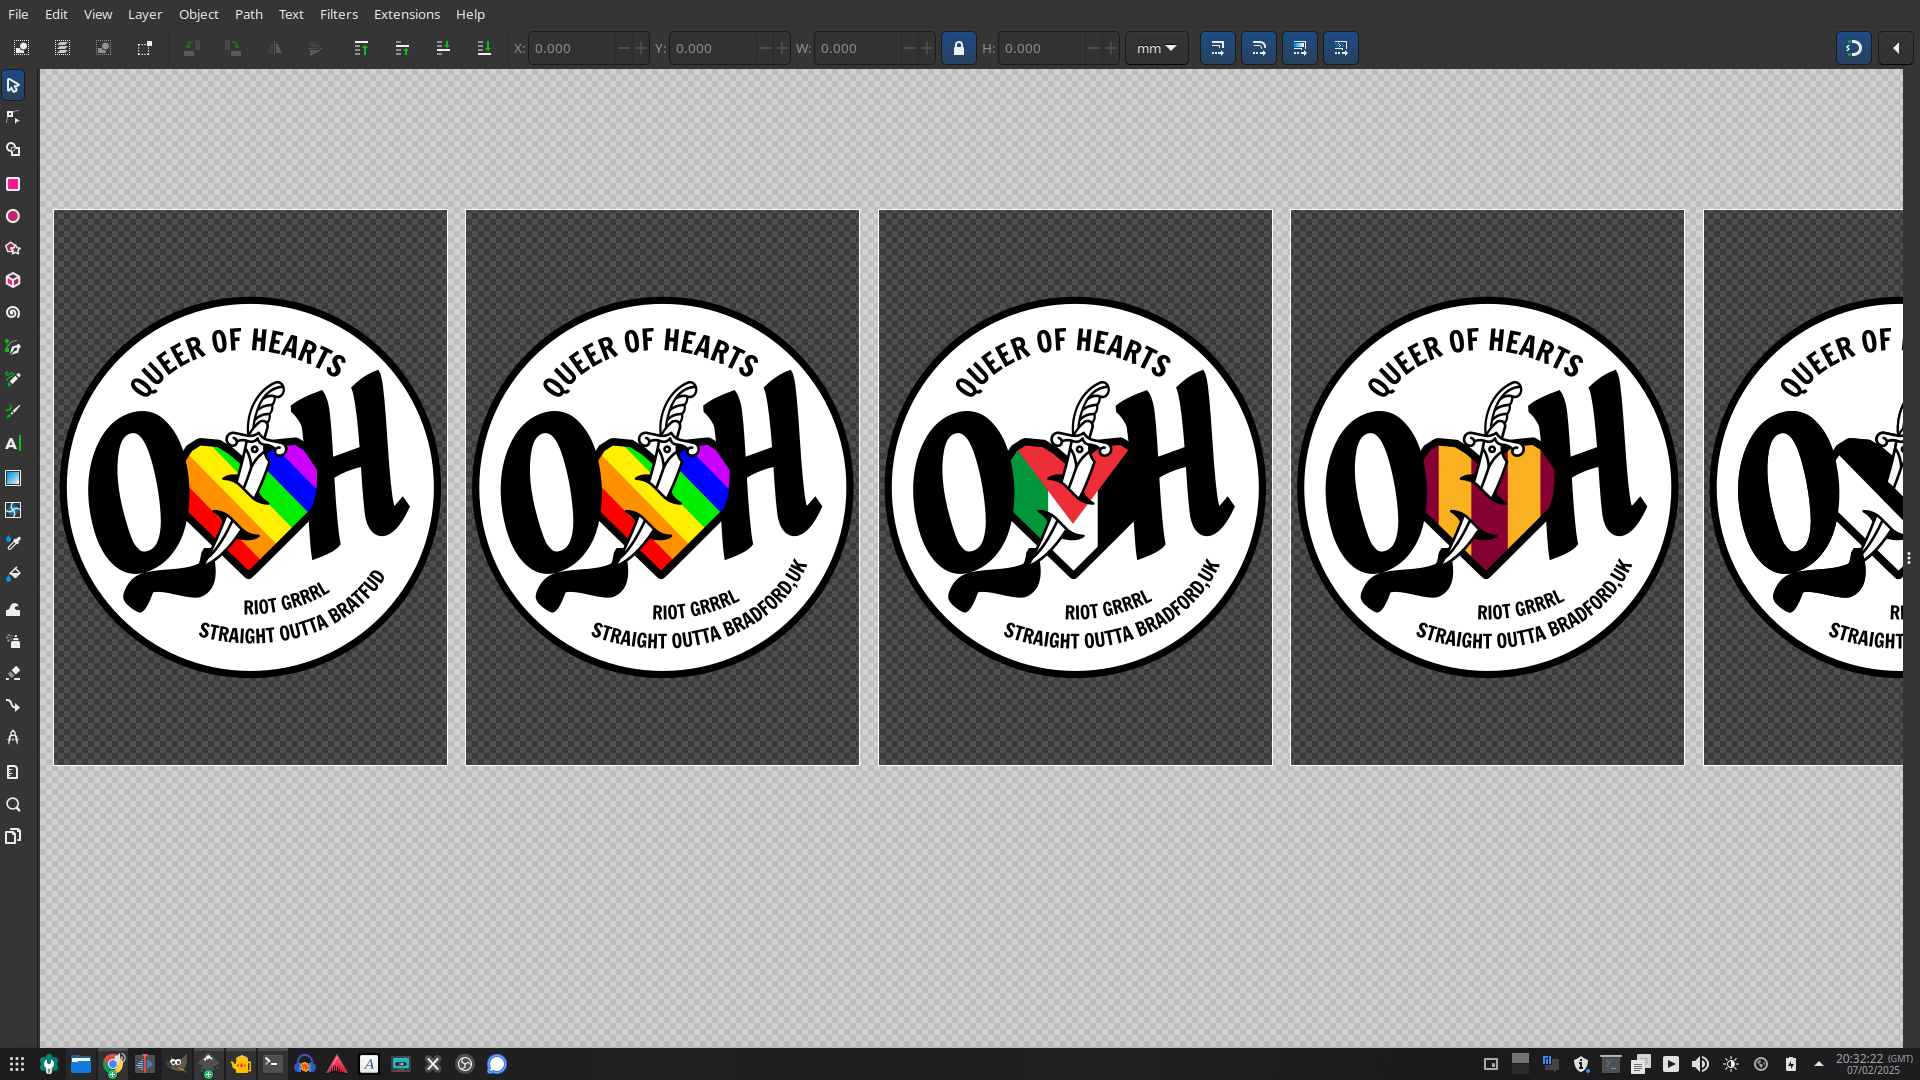 File Edit View Layer Object Path Text Filters Extensions Help
X: 0.000 Y: 0.000 W: 0.000 H: 0.000 mm
QUEER OF HEARTS
QH
RIOT GRRRL
STRAIGHT OUTTA BRATFUD
QUEER OF HEARTS
QH
RIOT GRRRL
STRAIGHT OUTTA BRADFORD,UK
QUEER OF HEARTS
QH
RIOT GRRRL
STRAIGHT OUTTA BRADFORD,UK
QUEER OF HEARTS
QH
RIOT GRRRL
STRAIGHT OUTTA BRADFORD,UK
QUEER OF
Q
STRAIGHT
20:32:22 (GMT)
07/02/2025